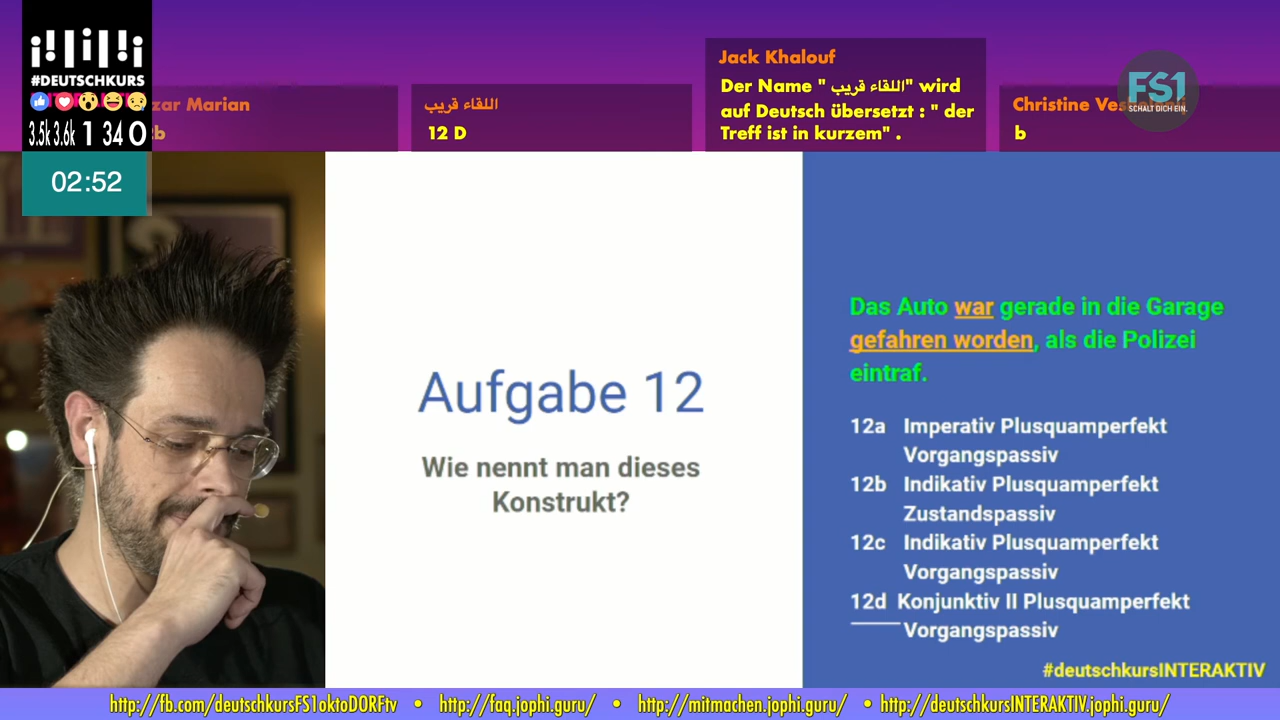 #DEUTSCHKURS
3.5k 3.6k 1 34 0
02:52
zar Marian
2b
اللقاء قريب
12 D
Jack Khalouf
Der Name " اللقاء قريب" wird
auf Deutsch übersetzt : " der
Treff ist in kurzem" .
Christine
b
FS1
SCHALT DICH EIN.
Aufgabe 12
Wie nennt man dieses
Konstrukt?
Das Auto war gerade in die Garage
gefahren worden, als die Polizei
eintraf.
12a Imperativ Plusquamperfekt
Vorgangspassiv
12b Indikativ Plusquamperfekt
Zustandspassiv
12c Indikativ Plusquamperfekt
Vorgangspassiv
12d Konjunktiv II Plusquamperfekt
Vorgangspassiv
#deutschkursINTERAKTIV
http://fb.com/deutschkursFS1oktoDORFtv • http://faq.jophi.guru/ • http://mitmachen.jophi.guru/ • http://deutschkursINTERAKTIV.jophi.guru/